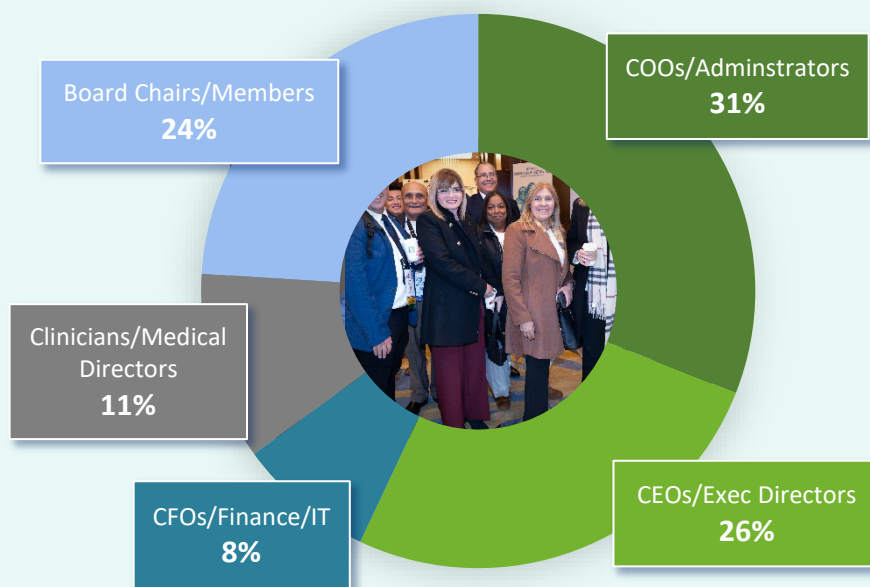 COOs/Adminstrators
31%
CEOs/Exec Directors
26%
CFOs/Finance/IT
8%
Clinicians/Medical
Directors
11%
Board Chairs/Members
24%